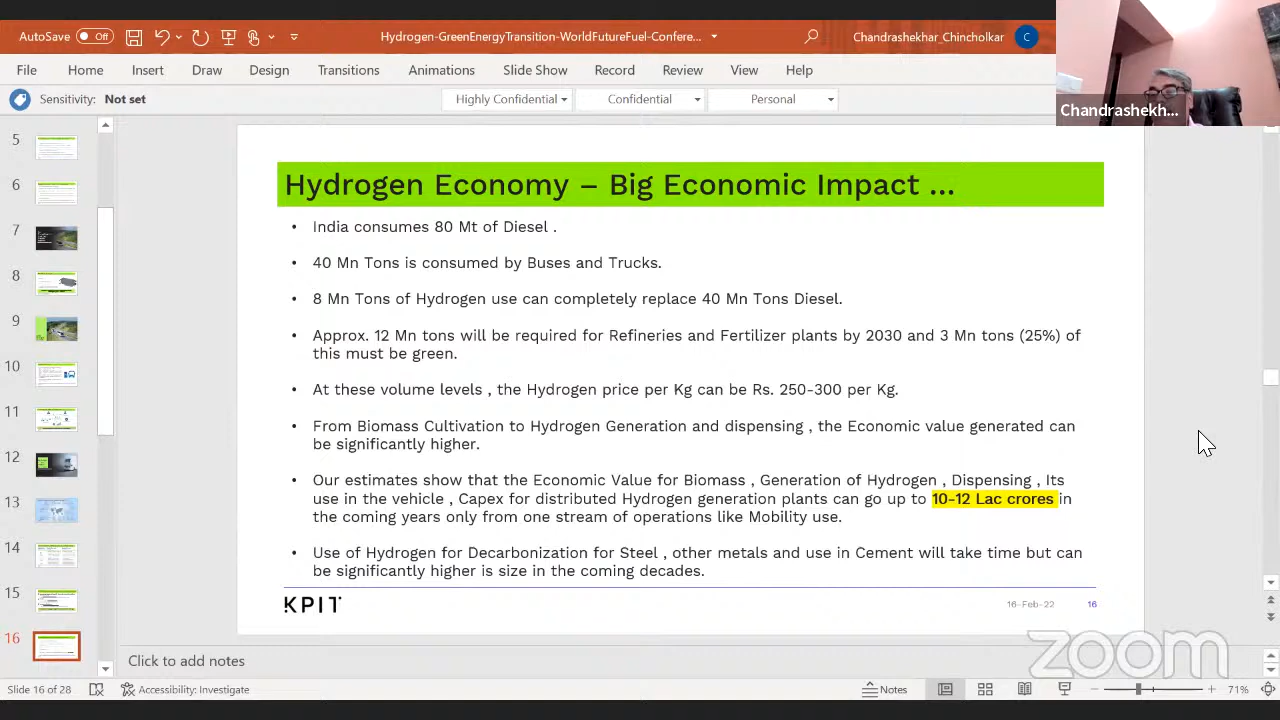 AutoSave Off
Hydrogen-GreenEnergyTransition-WorldFutureFuel-Confere...
Chandrashekhar_Chincholkar C
File Home Insert Draw Design Transitions Animations Slide Show Record Review View Help
Sensitivity: Not set
Highly Confidential Confidential Personal
Chandrashekh...
5
6
7
8
9
10
11
12
13
14
15
16
Hydrogen Economy – Big Economic Impact ...
• India consumes 80 Mt of Diesel .
• 40 Mn Tons is consumed by Buses and Trucks.
• 8 Mn Tons of Hydrogen use can completely replace 40 Mn Tons Diesel.
• Approx. 12 Mn tons will be required for Refineries and Fertilizer plants by 2030 and 3 Mn tons (25%) of
this must be green.
• At these volume levels , the Hydrogen price per Kg can be Rs. 250-300 per Kg.
• From Biomass Cultivation to Hydrogen Generation and dispensing , the Economic value generated can
be significantly higher.
• Our estimates show that the Economic Value for Biomass , Generation of Hydrogen , Dispensing , Its
use in the vehicle , Capex for distributed Hydrogen generation plants can go up to 10-12 Lac crores in
the coming years only from one stream of operations like Mobility use.
• Use of Hydrogen for Decarbonization for Steel , other metals and use in Cement will take time but can
be significantly higher is size in the coming decades.
KPIT
16-Feb-22 16
zoom
Click to add notes
Slide 16 of 28 Accessibility: Investigate
Notes
71%